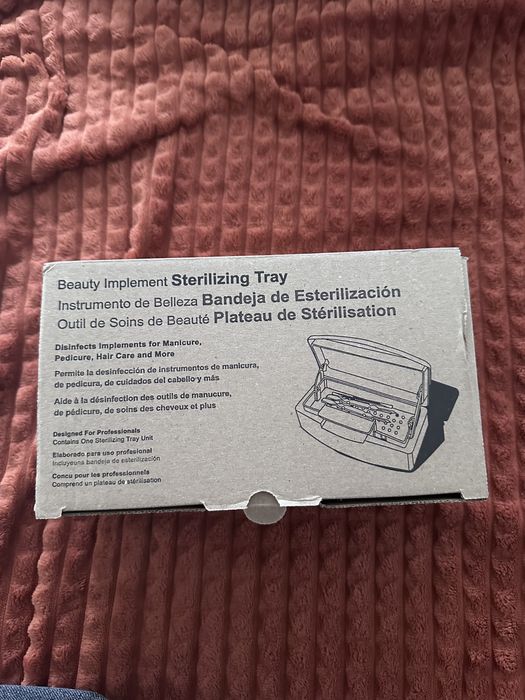 Beauty Implement Sterilizing Tray
Instrumento de Belleza Bandeja de Esterilización
Outil de Soins de Beauté Plateau de Stérilisation
Disinfects Implements for Manicure,
Pedicure, Hair Care and More
Permite la desinfección de instrumentos de manicura,
de pedicura, de cuidados del cabello y más
Aide à la désinfection des outils de manucure,
de pédicure, de soins des cheveux et plus
Designed For Professionals
Contains One Sterilizing Tray Unit
Elaborado para uso profesional
Incluye una bandeja de esterilización
Concu pour les professionnels
Comprend un plateau de stérilisation